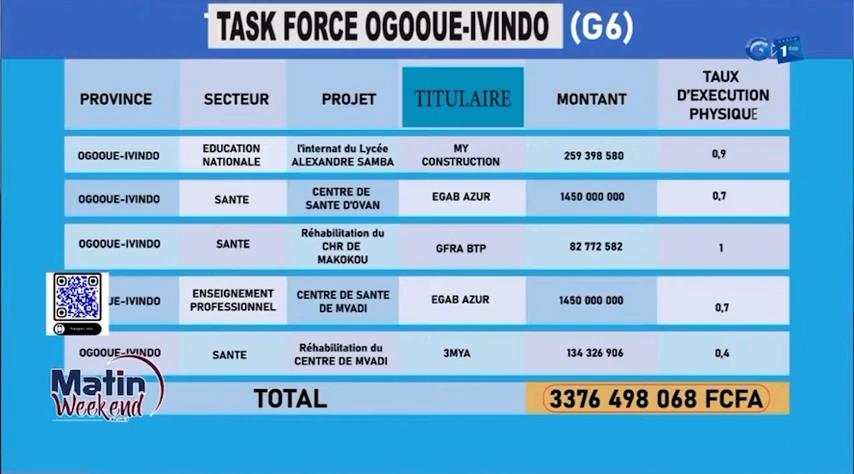 TASK FORCE OGOOUE-IVINDO (G6)
1
PROVINCE SECTEUR PROJET TITULAIRE MONTANT TAUX D'EXECUTION PHYSIQUE
OGOOUE-IVINDO EDUCATION NATIONALE l'internat du Lycée ALEXANDRE SAMBA MY CONSTRUCTION 259 398 580 0,9
OGOOUE-IVINDO SANTE CENTRE DE SANTE D'OVAN EGAB AZUR 1450 000 000 0,7
OGOOUE-IVINDO SANTE Réhabilitation du CHR DE MAKOKOU GFRA BTP 82 772 582 1
JE-IVINDO ENSEIGNEMENT PROFESSIONNEL CENTRE DE SANTE DE MVADI EGAB AZUR 1450 000 000 0,7
OGOOUE-IVINDO SANTE Réhabilitation du CENTRE DE MVADI 3MYA 134 326 906 0,4
Matin
Weekend
TOTAL 3376 498 068 FCFA